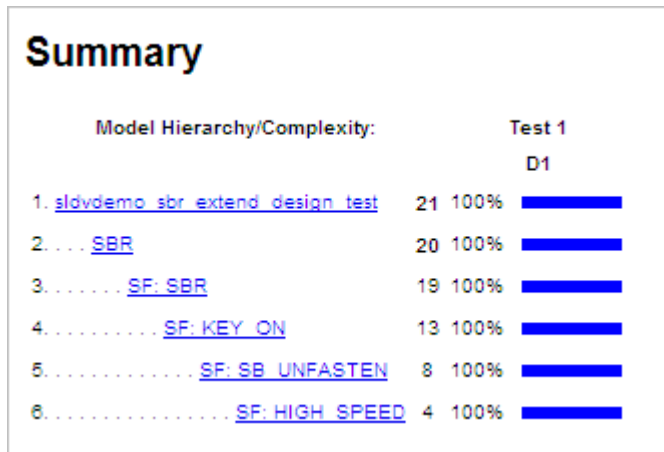 Summary
Model Hierarchy/Complexity: Test 1
D1
1. sldvdemo_sbr_extend_design_test 21 100%
2. . . . SBR 20 100%
3. . . . . . . SF: SBR 19 100%
4. . . . . . . . . . SF: KEY_ON 13 100%
5. . . . . . . . . . . . . SF: SB_UNFASTEN 8 100%
6. . . . . . . . . . . . . . . . SF: HIGH_SPEED 4 100%